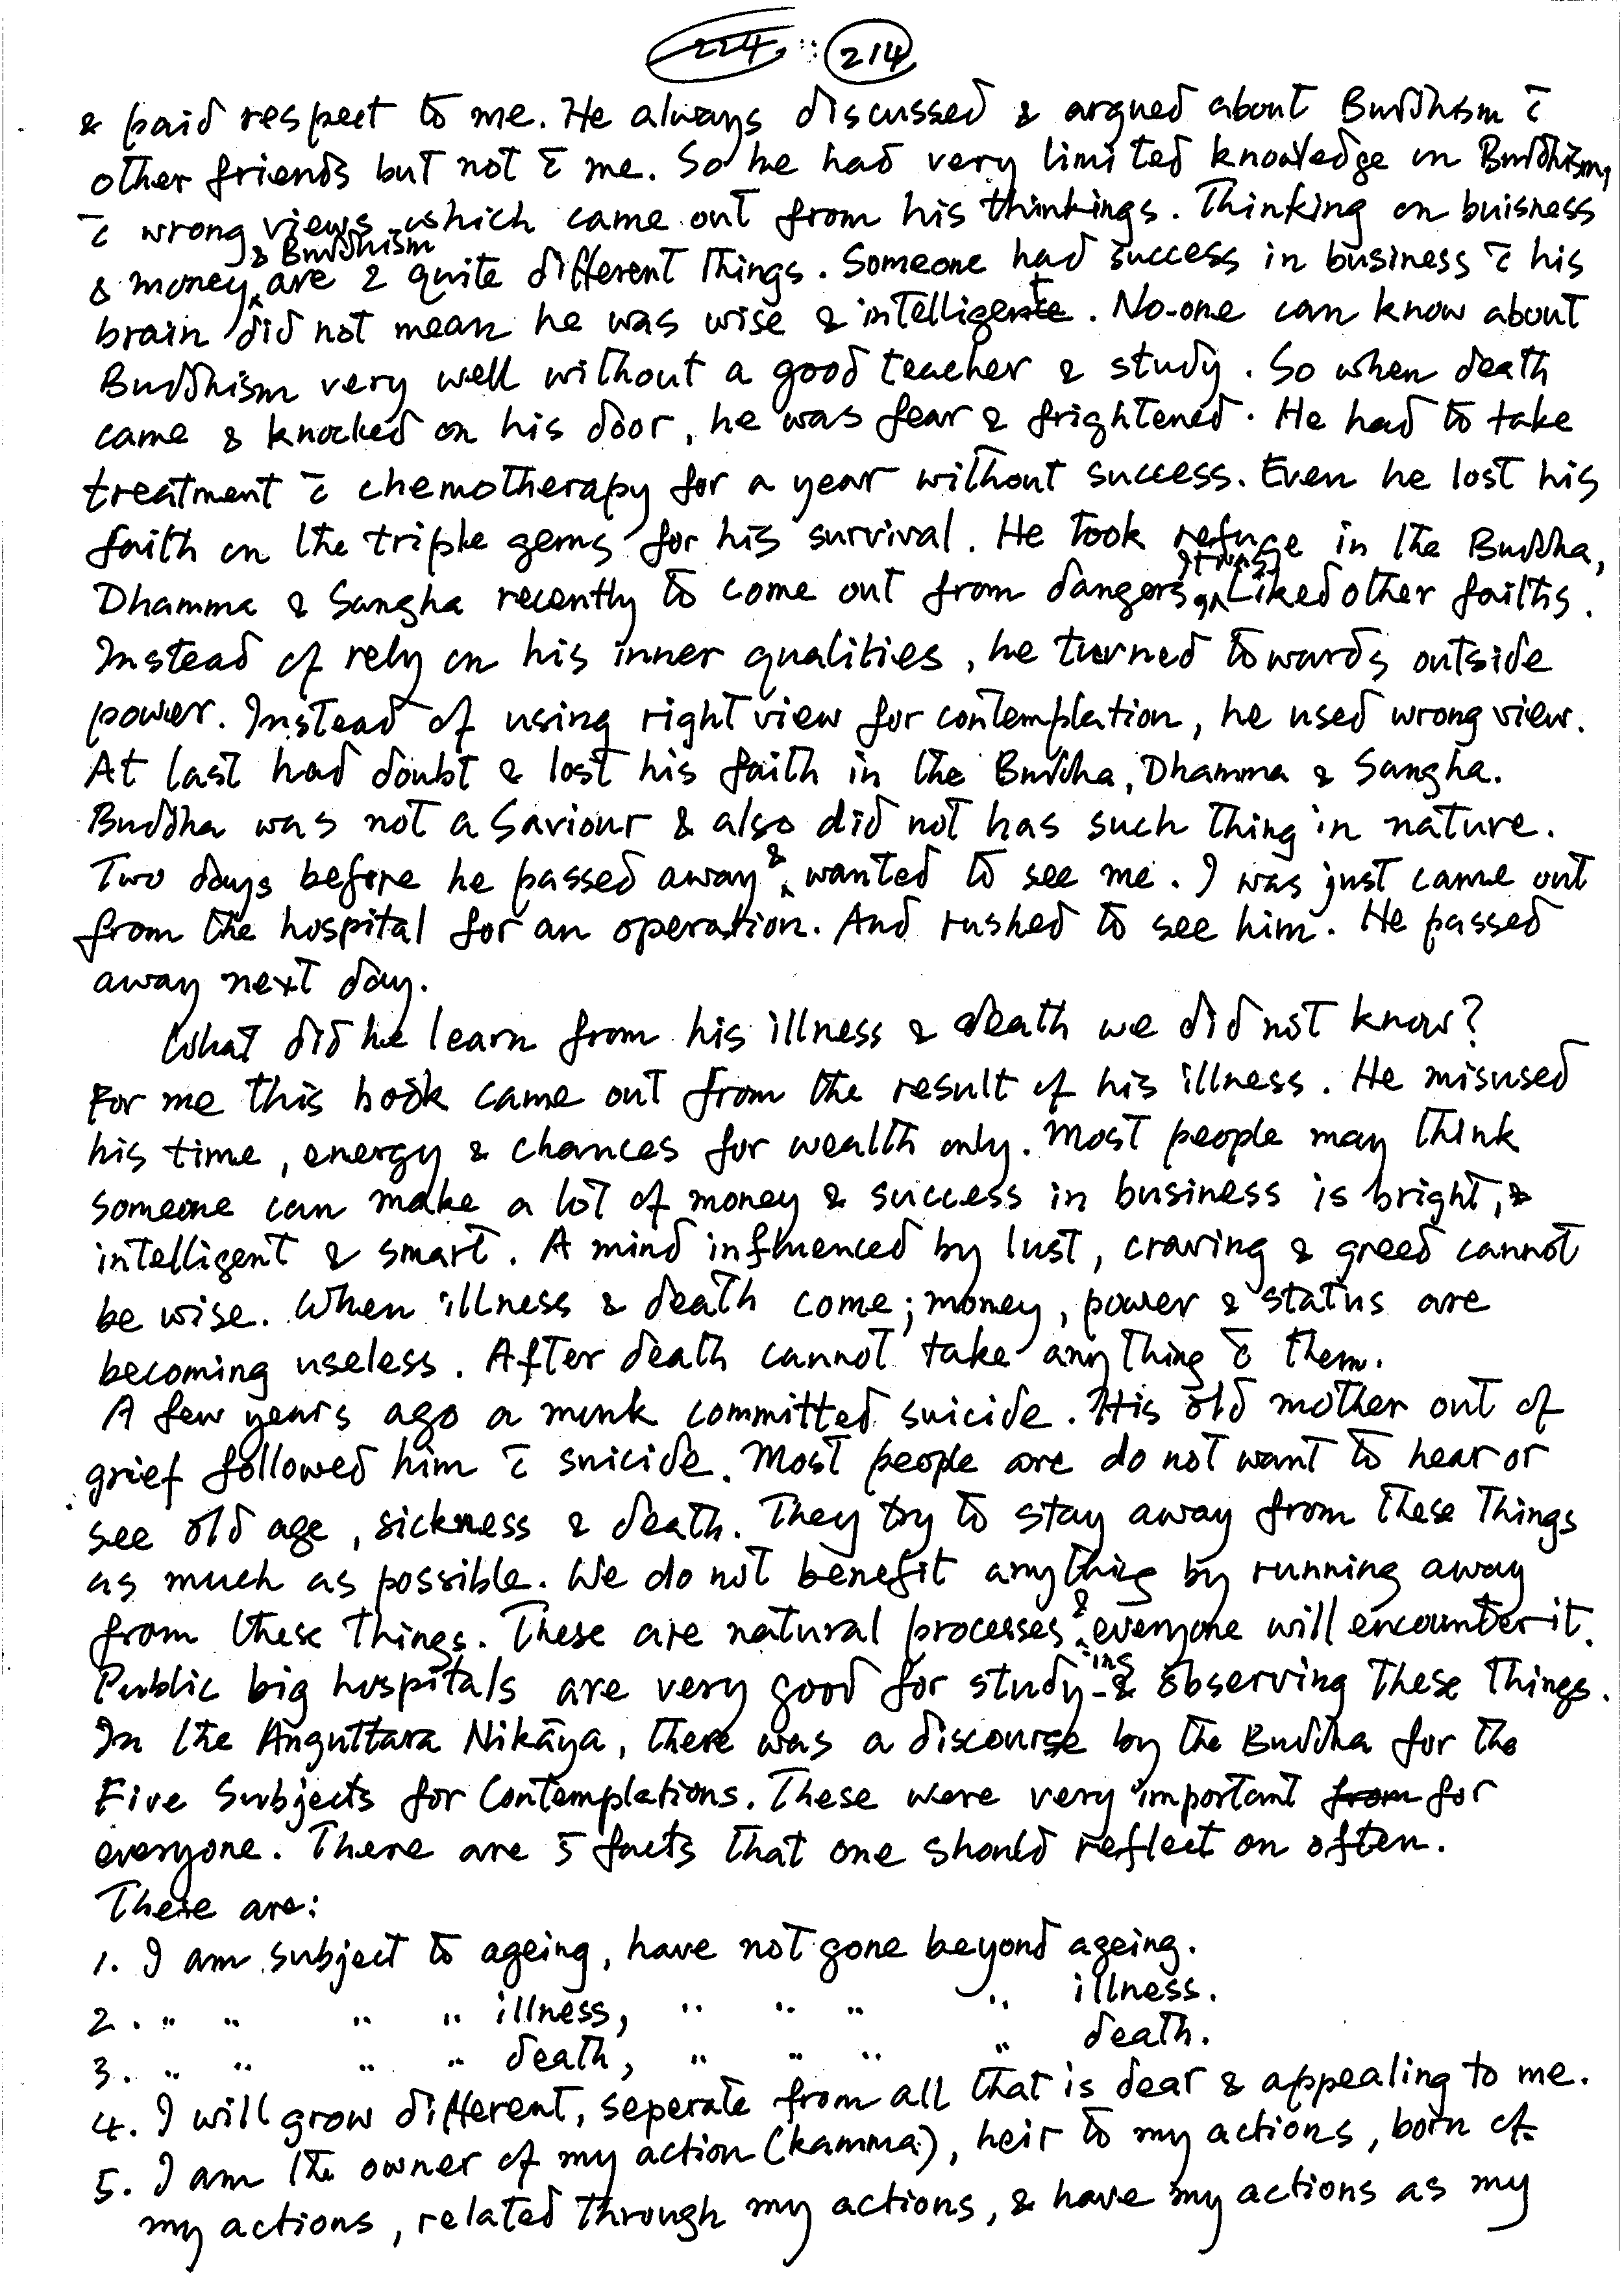 224 :: 214
& paid respect to me. He always discussed & argued about Buddhism c̄
other friends but not c̄ me. So he had very limited knowledge on Buddhism,
c̄ wrong views which came out from his thinkings. Thinking on buisness
& Buddhism
& money, are 2 quite different things. Someone had success in business c̄ his
brain did not mean he was wise & intelligent. No-one can know about
Buddhism very well without a good teacher & study. So when death
came & knocked on his door, he was fear & frightened. He had to take
treatment c̄ chemotherapy for a year without success. Even he lost his
faith on the triple gems for his survival. He took refuge in the Buddha,
Dhamma & Sangha recently to come out from dangers. It was Liked other faiths.
Instead of rely on his inner qualities, he turned towards outside
power. Instead of using right view for contemplation, he used wrong view.
At last had doubt & lost his faith in the Buddha, Dhamma & Sangha.
Buddha was not a Saviour & also did not has such thing in nature.
Two days before he passed away & wanted to see me. I was just came out
from the hospital for an operation. And rushed to see him. He passed
away next day.
What did he learn from his illness & death we did not know?
For me this book came out from the result of his illness. He misused
his time, energy & chances for wealth only. Most people may think
someone can make a lot of money & success in business is bright, &
intelligent & smart. A mind influenced by lust, craving & greed cannot
be wise. When illness & death come; money, power & status are
becoming useless. After death cannot take anything c̄ them.
A few years ago a monk committed suicide. His old mother out of
grief followed him c̄ suicide. Most people are do not want to hear or
see old age, sickness & death. They try to stay away from these things
as much as possible. We do not benefit anything by running away
from these things. These are natural processes & everyone will encounter it.
Public big hospitals are very good for study-ing & observing these things.
In the Anguttara Nikāya, there was a discourse by the Buddha for the
Five Subjects for Contemplations. These were very important from for
everyone. There are 5 facts that one should reflect on often.
These are:
1. I am subject to ageing, have not gone beyond ageing.
2. " " " " illness, " " " " illness.
3. " " " " death, " " " " death.
4. I will grow different, seperate from all that is dear & appealing to me.
5. I am the owner of my action (kamma), heir to my actions, born of
my actions, related through my actions, & have my actions as my